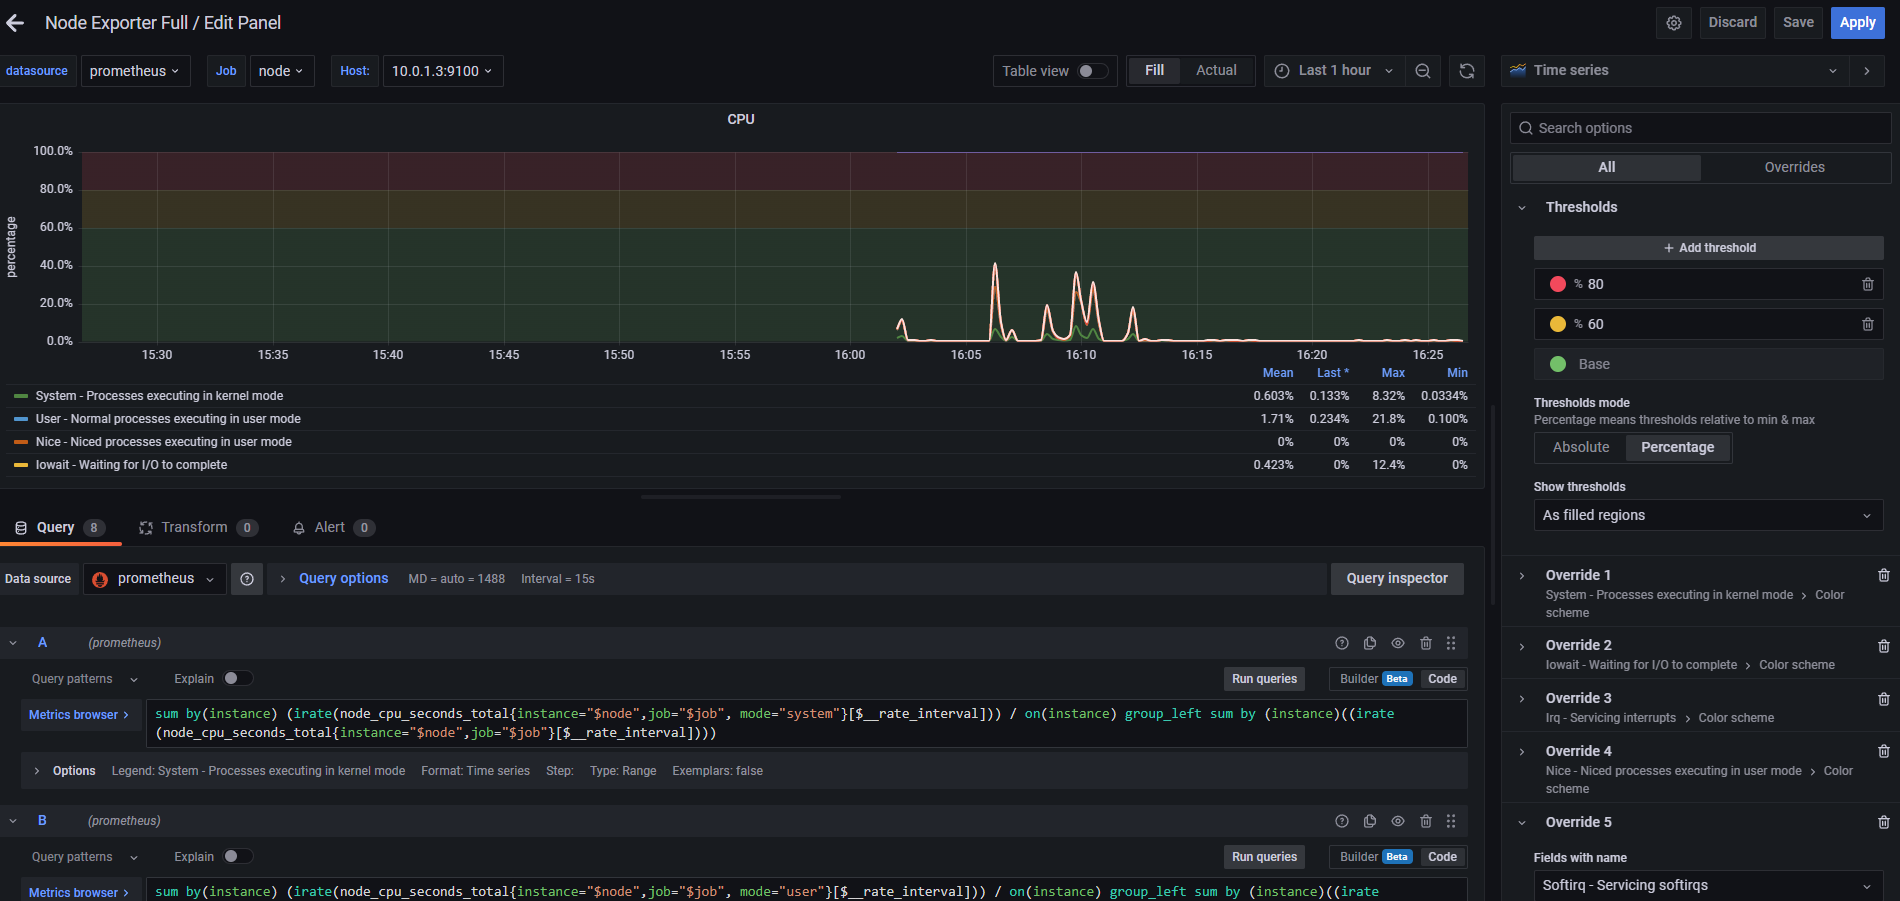 Node Exporter Full / Edit Panel
Discard
Save
Apply
datasource
prometheus
Job
node
Host:
10.0.1.3:9100
Table view
Fill
Actual
Last 1 hour
Time series
CPU
100.0%
80.0%
60.0%
40.0%
20.0%
0.0%
percentage
15:30
15:35
15:40
15:45
15:50
15:55
16:00
16:05
16:10
16:15
16:20
16:25
Mean Last * Max Min
System - Processes executing in kernel mode 0.603% 0.133% 8.32% 0.0334%
User - Normal processes executing in user mode 1.71% 0.234% 21.8% 0.100%
Nice - Niced processes executing in user mode 0% 0% 0% 0%
Iowait - Waiting for I/O to complete 0.423% 0% 12.4% 0%
Query 8
Transform 0
Alert 0
Data source
prometheus
Query options
MD = auto = 1488
Interval = 15s
Query inspector
A
(prometheus)
Query patterns
Explain
Run queries
Builder Beta
Code
Metrics browser >
sum by(instance) (irate(node_cpu_seconds_total{instance="$node",job="$job", mode="system"}[$__rate_interval])) / on(instance) group_left sum by (instance)((irate
(node_cpu_seconds_total{instance="$node",job="$job"}[$__rate_interval])))
Options
Legend: System - Processes executing in kernel mode
Format: Time series
Step:
Type: Range
Exemplars: false
B
(prometheus)
Query patterns
Explain
Run queries
Builder Beta
Code
Metrics browser >
sum by(instance) (irate(node_cpu_seconds_total{instance="$node",job="$job", mode="user"}[$__rate_interval])) / on(instance) group_left sum by (instance)((irate
Search options
All
Overrides
Thresholds
+ Add threshold
% 80
% 60
Base
Thresholds mode
Percentage means thresholds relative to min & max
Absolute
Percentage
Show thresholds
As filled regions
Override 1
System - Processes executing in kernel mode > Color
scheme
Override 2
Iowait - Waiting for I/O to complete > Color scheme
Override 3
Irq - Servicing interrupts > Color scheme
Override 4
Nice - Niced processes executing in user mode > Color
scheme
Override 5
Fields with name
Softirq - Servicing softirqs